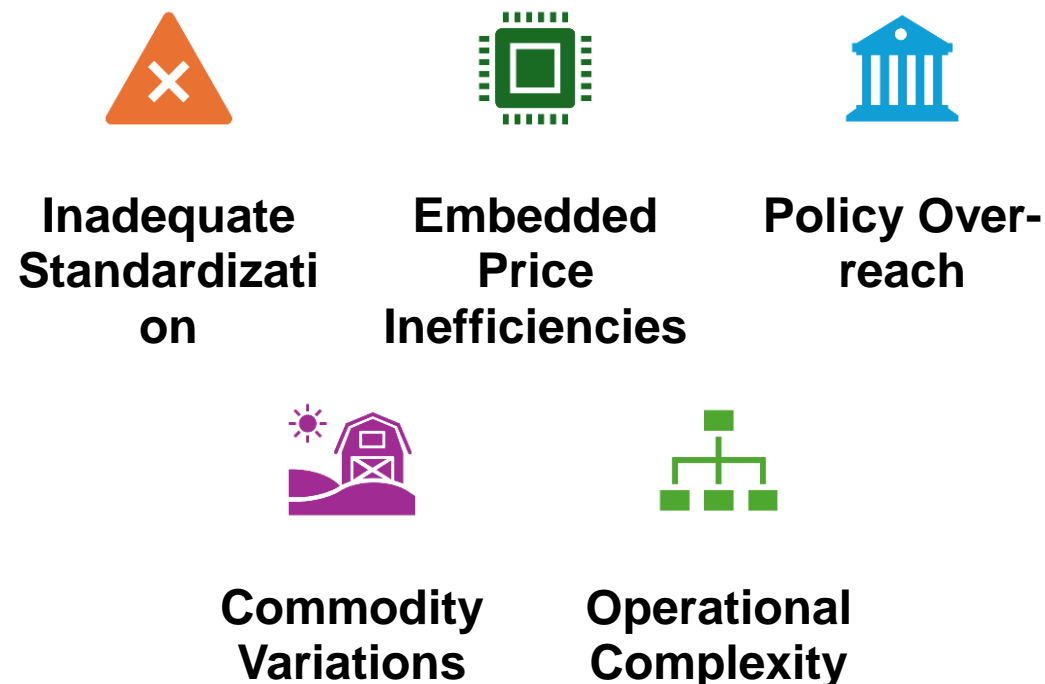 Inadequate
Standardizati
on
Embedded
Price
Inefficiencies
Policy Over-
reach
Commodity
Variations
Operational
Complexity